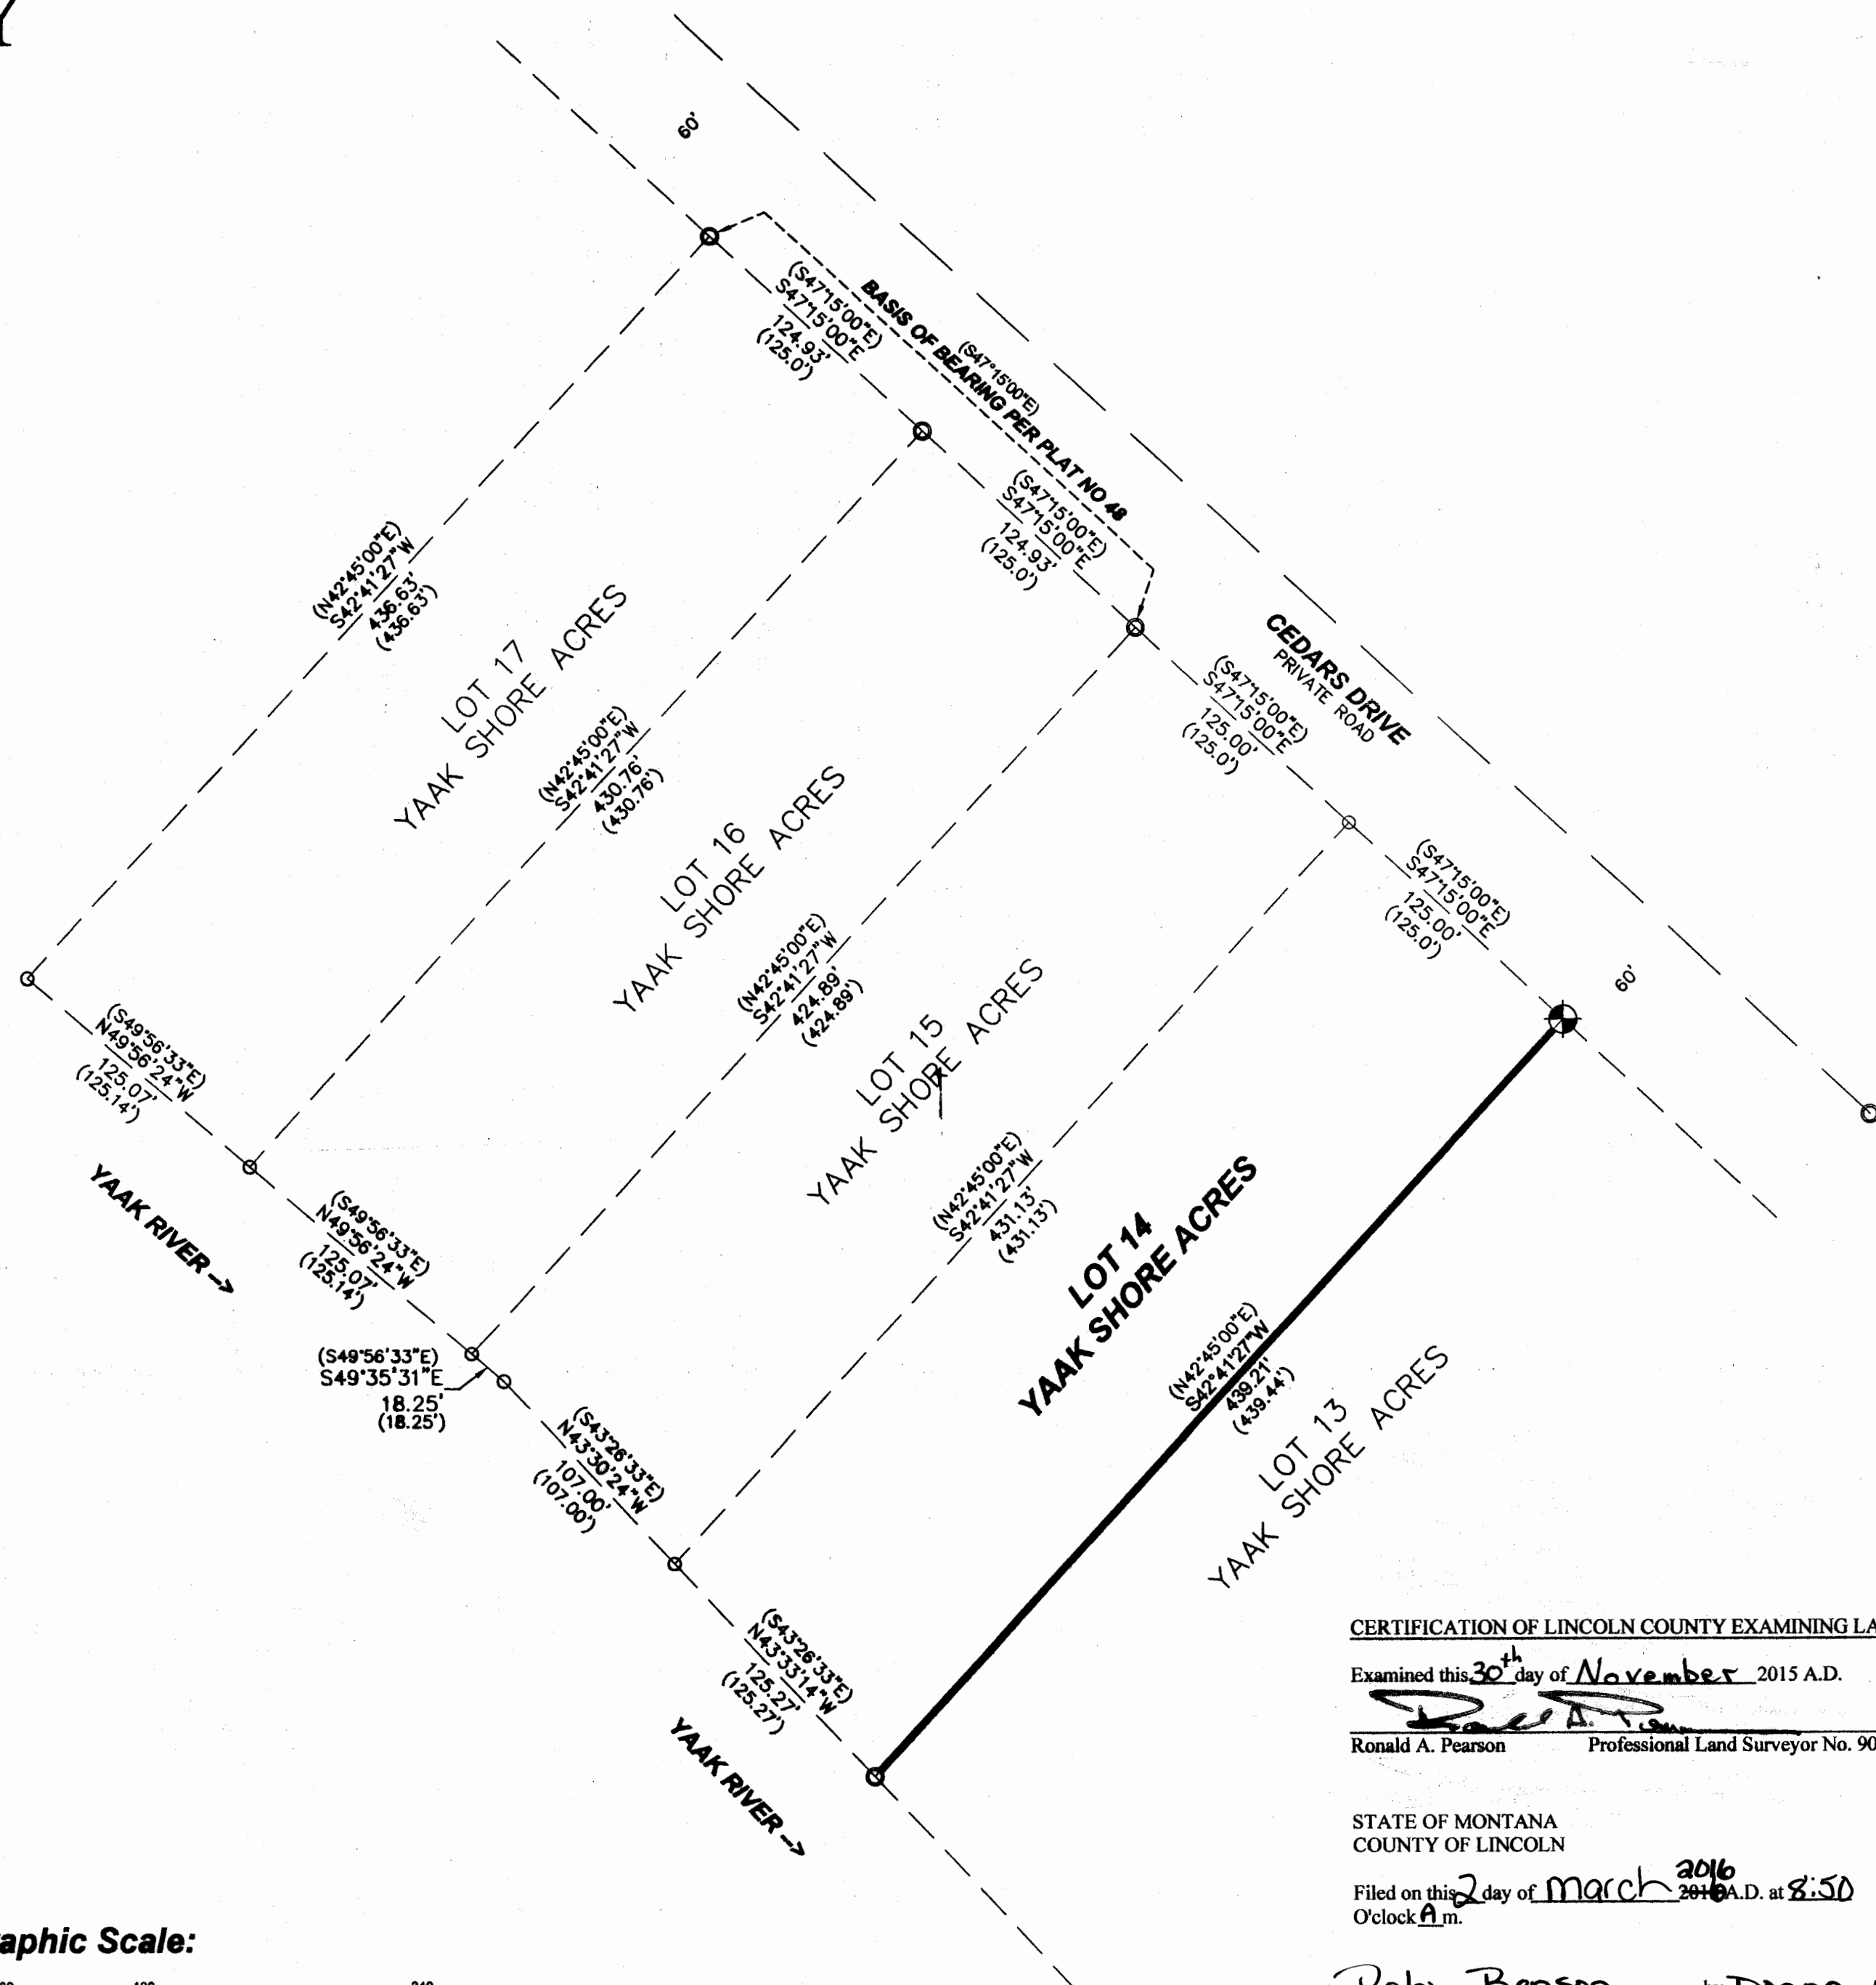 60'
(S47°15'00"E)
S47°15'00"E
124.93'
(125.0')
BASIS OF BEARING PER PLAT NO 48
(S47°15'00"E)
(S47°15'00"E)
S47°15'00"E
124.93'
(125.0')
CEDARS DRIVE
PRIVATE ROAD
(S47°15'00"E)
S47°15'00"E
125.00'
(125.0')
(S47°15'00"E)
S47°15'00"E
125.00'
(125.0')
60'
(N42°45'00"E)
S42°41'27"W
436.63'
(436.63')
LOT 17
YAAK SHORE ACRES
(N42°45'00"E)
S42°41'27"W
430.76'
(430.76')
LOT 16
YAAK SHORE ACRES
(N42°45'00"E)
S42°41'27"W
424.89'
(424.89')
LOT 15
YAAK SHORE ACRES
(N42°45'00"E)
S42°41'27"W
431.13'
(431.13')
LOT 14
YAAK SHORE ACRES
(N42°45'00"E)
S42°41'27"W
439.21'
(439.44')
LOT 13
YAAK SHORE ACRES
(S49°56'33"E)
N49°56'24"W
125.07'
(125.14')
YAAK RIVER
(S49°56'33"E)
N49°56'24"W
125.07'
(125.14')
(S49°56'33"E)
S49°35'31"E
18.25'
(18.25')
(S43°26'33"E)
N43°30'24"W
107.00'
(107.00')
(S43°26'33"E)
N43°33'14"W
125.27'
(125.27')
YAAK RIVER
CERTIFICATION OF LINCOLN COUNTY EXAMINING LA
Examined this 30th day of November 2015 A.D.
Ronald A. Pearson Professional Land Surveyor No. 90
STATE OF MONTANA
COUNTY OF LINCOLN
2016
Filed on this 2 day of March A.D. at 8:50
O'clock A m.
aphic Scale:
Benson by